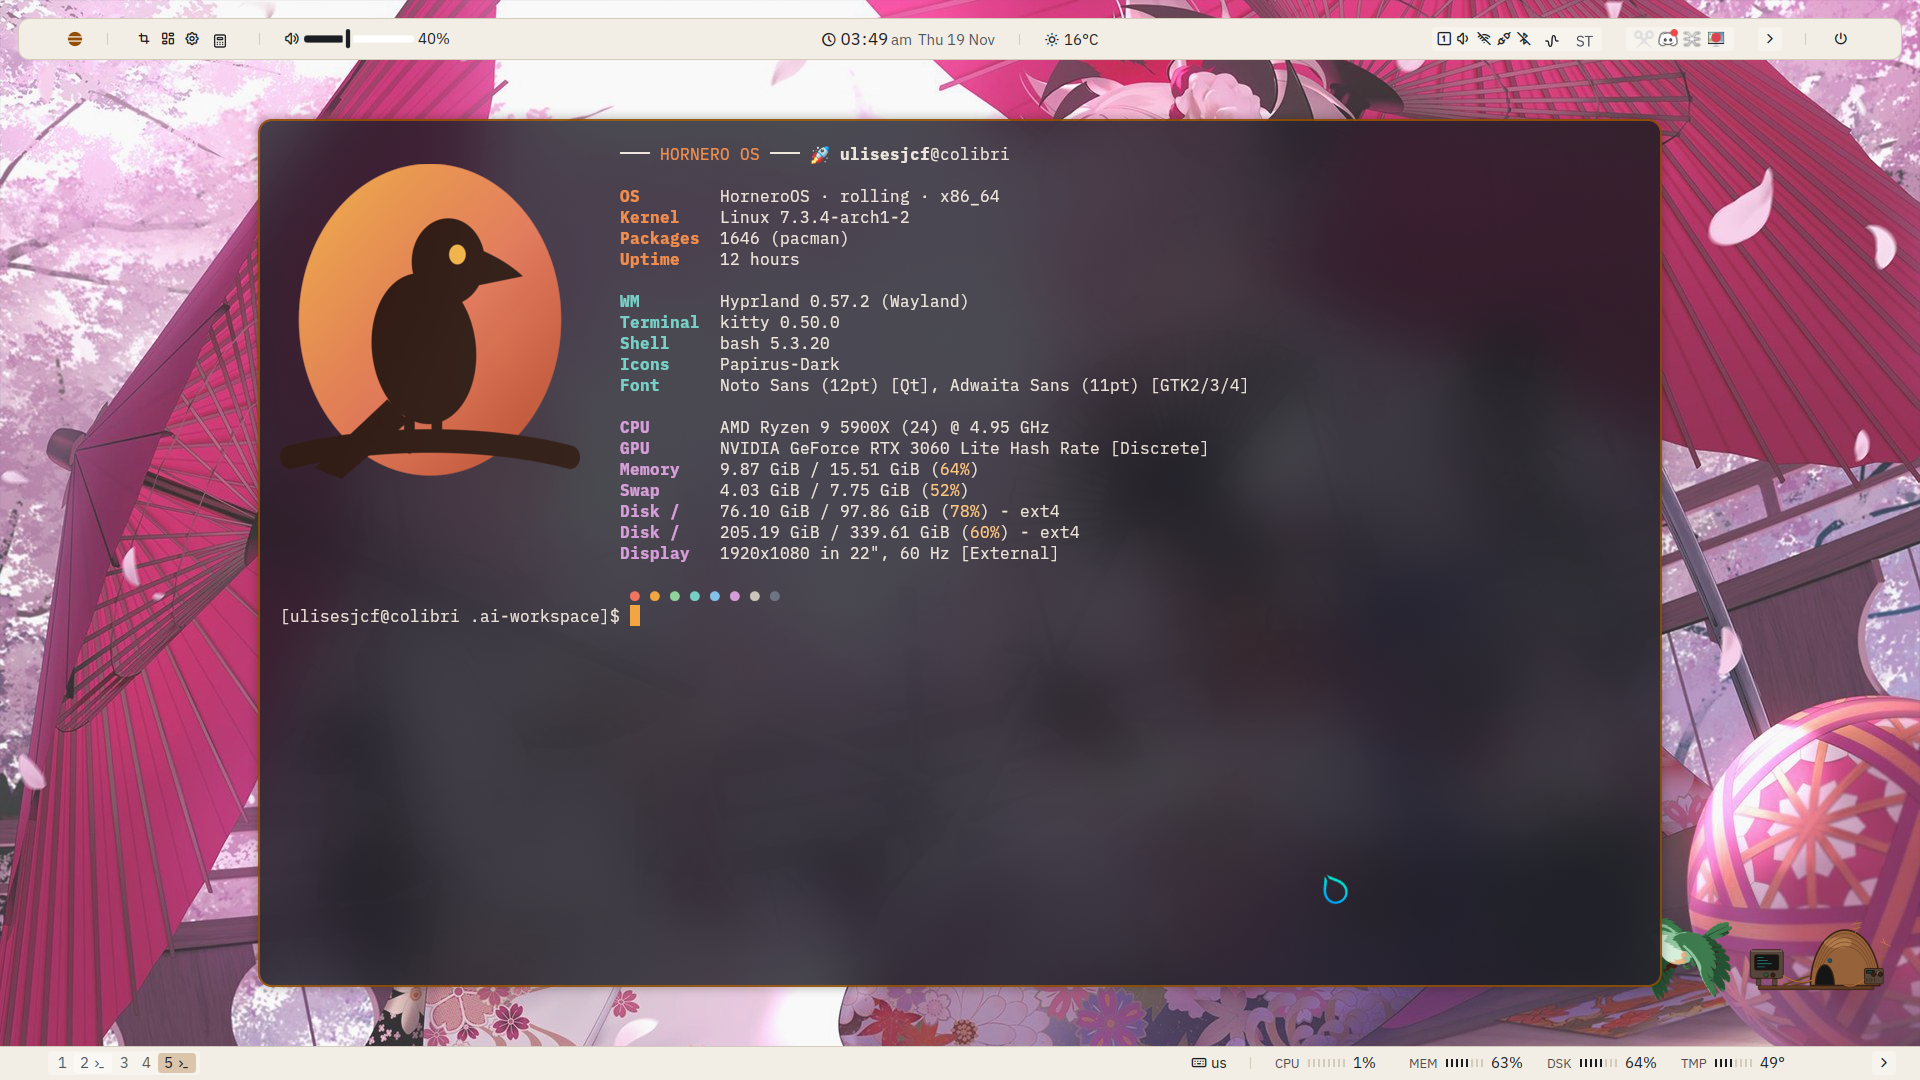 40%
03:49 am Thu 19 Nov
16°C
1
ST
HORNERO OS 🚀 ulisesjcf@colibri
OS HorneroOS · rolling · x86_64
Kernel Linux 7.3.4-arch1-2
Packages 1646 (pacman)
Uptime 12 hours
WM Hyprland 0.57.2 (Wayland)
Terminal kitty 0.50.0
Shell bash 5.3.20
Icons Papirus-Dark
Font Noto Sans (12pt) [Qt], Adwaita Sans (11pt) [GTK2/3/4]
CPU AMD Ryzen 9 5900X (24) @ 4.95 GHz
GPU NVIDIA GeForce RTX 3060 Lite Hash Rate [Discrete]
Memory 9.87 GiB / 15.51 GiB (64%)
Swap 4.03 GiB / 7.75 GiB (52%)
Disk / 76.10 GiB / 97.86 GiB (78%) - ext4
Disk / 205.19 GiB / 339.61 GiB (60%) - ext4
Display 1920x1080 in 22", 60 Hz [External]
[ulisesjcf@colibri .ai-workspace]$
1 2 >_ 3 4 5 >_
us
CPU 1%
MEM 63%
DSK 64%
TMP 49°